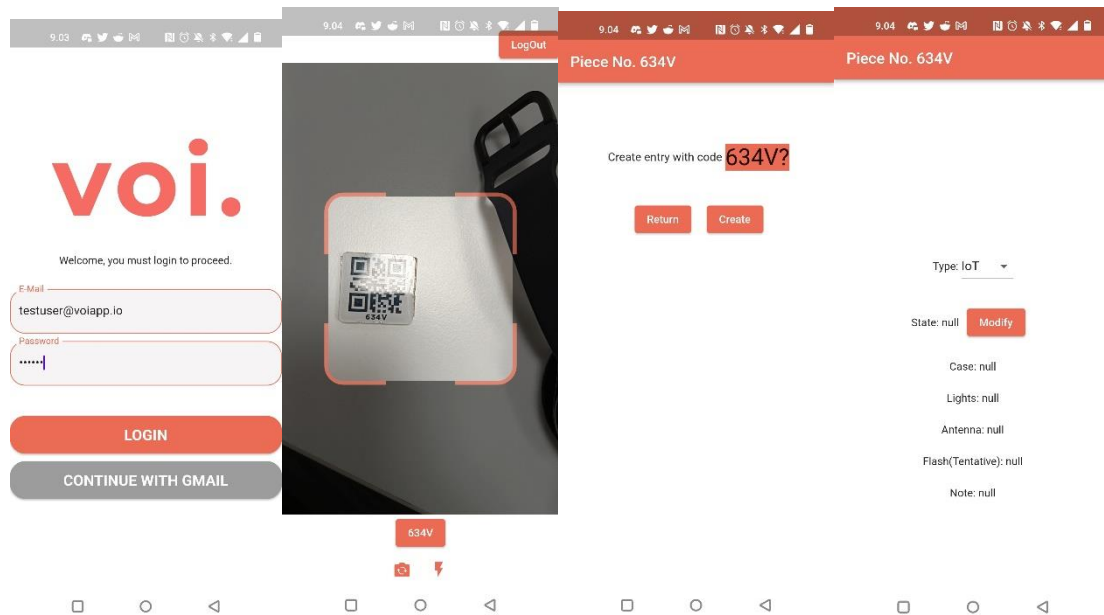 9.03
voi.
Welcome, you must login to proceed.
E-Mail
testuser@voiapp.io
Password
••••••
LOGIN
CONTINUE WITH GMAIL
9.04
LogOut
634V
634V
9.04
Piece No. 634V
Create entry with code 634V?
Return Create
9.04
Piece No. 634V
Type: IoT
State: null Modify
Case: null
Lights: null
Antenna: null
Flash(Tentative): null
Note: null